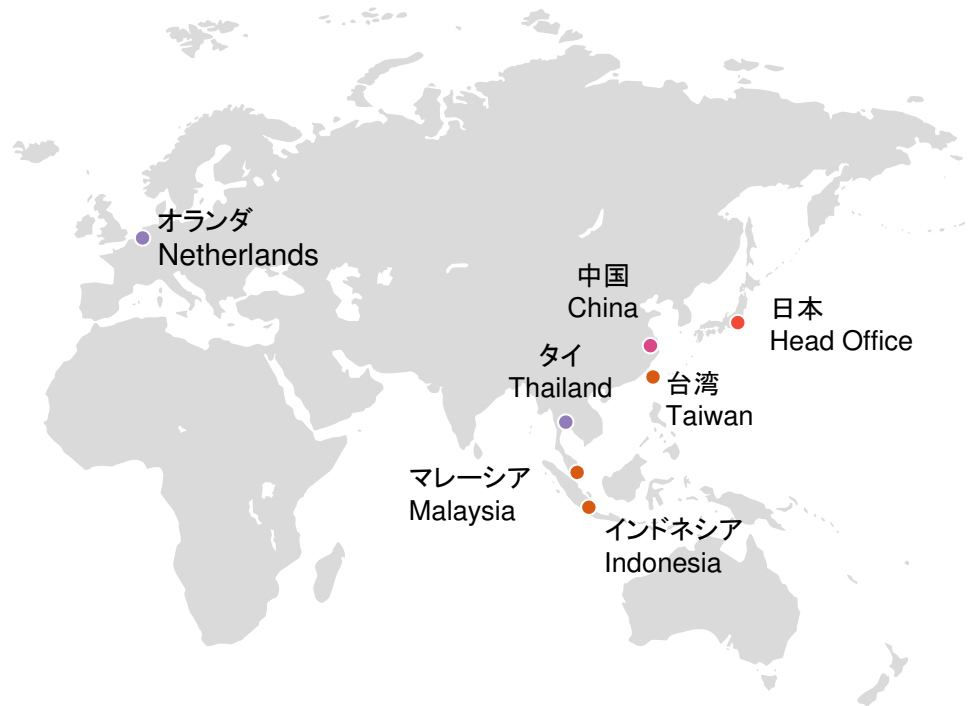 オランダ
Netherlands
中国
China
日本
Head Office
タイ
Thailand
台湾
Taiwan
マレーシア
Malaysia
インドネシア
Indonesia